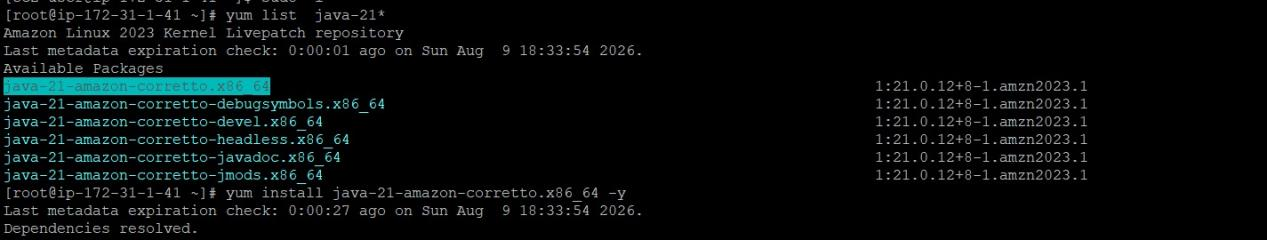 [root@ip-172-31-1-41 ~]# yum list  java-21*
Amazon Linux 2023 Kernel Livepatch repository
Last metadata expiration check: 0:00:01 ago on Sun Aug  9 18:33:54 2026.
Available Packages
java-21-amazon-corretto.x86_64 1:21.0.12+8-1.amzn2023.1
java-21-amazon-corretto-debugsymbols.x86_64 1:21.0.12+8-1.amzn2023.1
java-21-amazon-corretto-devel.x86_64 1:21.0.12+8-1.amzn2023.1
java-21-amazon-corretto-headless.x86_64 1:21.0.12+8-1.amzn2023.1
java-21-amazon-corretto-javadoc.x86_64 1:21.0.12+8-1.amzn2023.1
java-21-amazon-corretto-jmods.x86_64 1:21.0.12+8-1.amzn2023.1
[root@ip-172-31-1-41 ~]# yum install java-21-amazon-corretto.x86_64 -y
Last metadata expiration check: 0:00:27 ago on Sun Aug  9 18:33:54 2026.
Dependencies resolved.